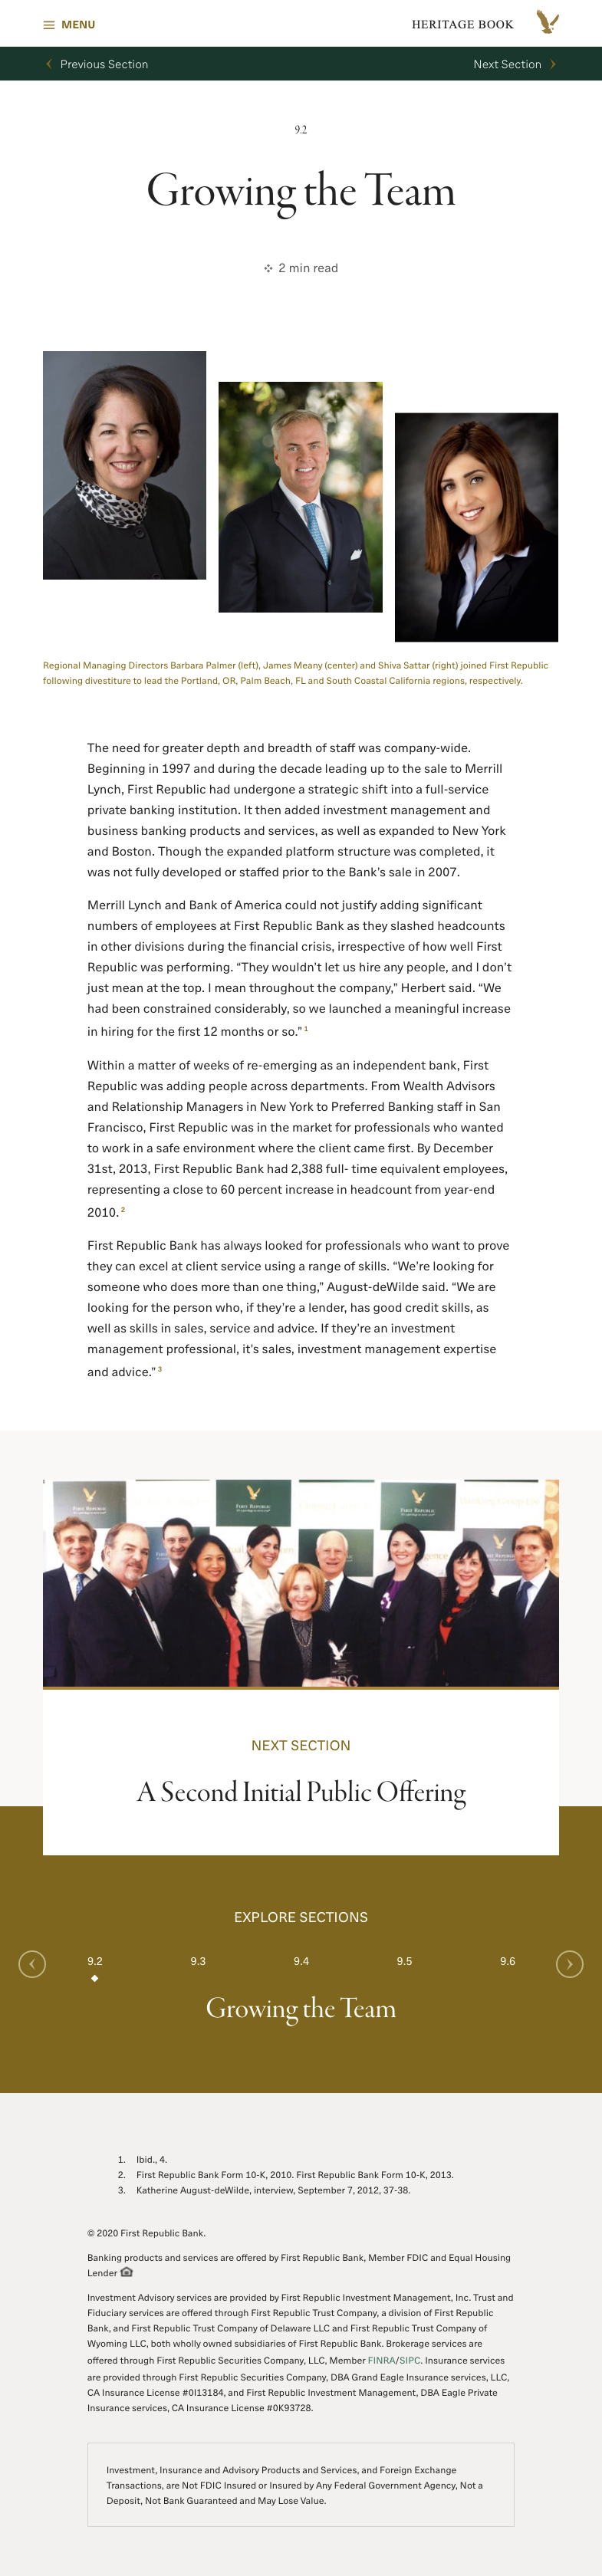 MENU
HERITAGE BOOK
Previous Section
Next Section
9.2
Growing the Team
2 min read
Regional Managing Directors Barbara Palmer (left), James Meany (center) and Shiva Sattar (right) joined First Republic
following divestiture to lead the Portland, OR, Palm Beach, FL and South Coastal California regions, respectively.
The need for greater depth and breadth of staff was company-wide.
Beginning in 1997 and during the decade leading up to the sale to Merrill
Lynch, First Republic had undergone a strategic shift into a full-service
private banking institution. It then added investment management and
business banking products and services, as well as expanded to New York
and Boston. Though the expanded platform structure was completed, it
was not fully developed or staffed prior to the Bank's sale in 2007.
Merrill Lynch and Bank of America could not justify adding significant
numbers of employees at First Republic Bank as they slashed headcounts
in other divisions during the financial crisis, irrespective of how well First
Republic was performing. “They wouldn’t let us hire any people, and I don’t
just mean at the top. I mean throughout the company,” Herbert said. “We
had been constrained considerably, so we launched a meaningful increase
in hiring for the first 12 months or so.” 1
Within a matter of weeks of re-emerging as an independent bank, First
Republic was adding people across departments. From Wealth Advisors
and Relationship Managers in New York to Preferred Banking staff in San
Francisco, First Republic was in the market for professionals who wanted
to work in a safe environment where the client came first. By December
31st, 2013, First Republic Bank had 2,388 full- time equivalent employees,
representing a close to 60 percent increase in headcount from year-end
2010. 2
First Republic Bank has always looked for professionals who want to prove
they can excel at client service using a range of skills. “We’re looking for
someone who does more than one thing,” August-deWilde said. “We are
looking for the person who, if they’re a lender, has good credit skills, as
well as skills in sales, service and advice. If they’re an investment
management professional, it’s sales, investment management expertise
and advice.” 3
FIRST REPUBLIC
FIRST REPUBLIC
FIRST REPUBLIC
NEXT SECTION
A Second Initial Public Offering
EXPLORE SECTIONS
9.2
9.3
9.4
9.5
9.6
Growing the Team
1. Ibid., 4.
2. First Republic Bank Form 10-K, 2010. First Republic Bank Form 10-K, 2013.
3. Katherine August-deWilde, interview, September 7, 2012, 37-38.
© 2020 First Republic Bank.
Banking products and services are offered by First Republic Bank, Member FDIC and Equal Housing
Lender
Investment Advisory services are provided by First Republic Investment Management, Inc. Trust and
Fiduciary services are offered through First Republic Trust Company, a division of First Republic
Bank, and First Republic Trust Company of Delaware LLC and First Republic Trust Company of
Wyoming LLC, both wholly owned subsidiaries of First Republic Bank. Brokerage services are
offered through First Republic Securities Company, LLC, Member FINRA/SIPC. Insurance services
are provided through First Republic Securities Company, DBA Grand Eagle Insurance services, LLC,
CA Insurance License #0I13184, and First Republic Investment Management, DBA Eagle Private
Insurance services, CA Insurance License #0K93728.
Investment, Insurance and Advisory Products and Services, and Foreign Exchange
Transactions, are Not FDIC Insured or Insured by Any Federal Government Agency, Not a
Deposit, Not Bank Guaranteed and May Lose Value.